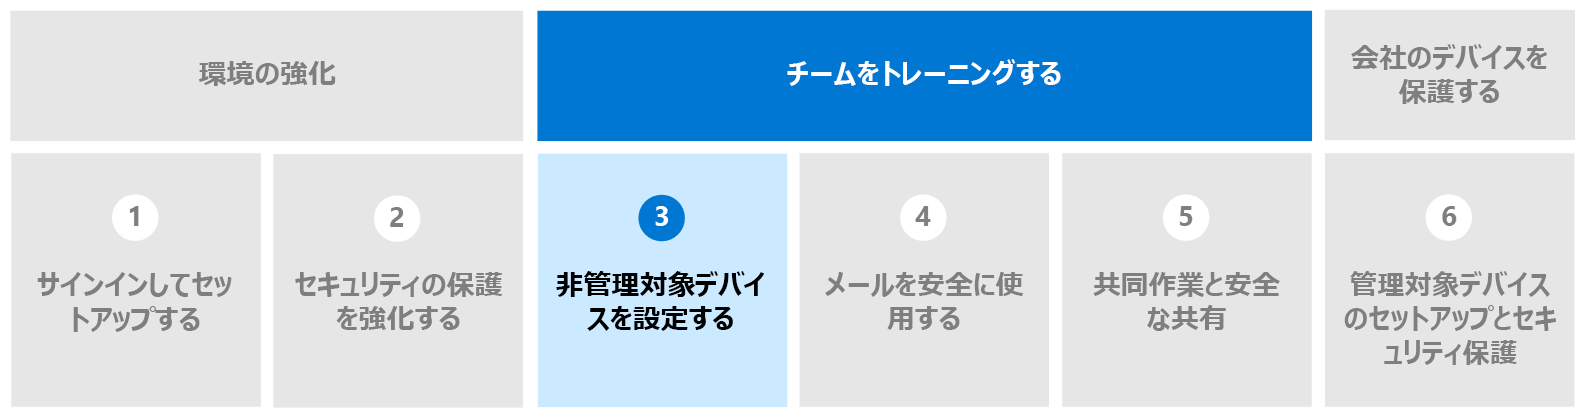 環境の強化
チームをトレーニングする
会社のデバイスを
保護する
1
サインインしてセッ
トアップする
2
セキュリティの保護
を強化する
3
非管理対象デバイ
スを設定する
4
メールを安全に使
用する
5
共同作業と安全
な共有
6
管理対象デバイス
のセットアップとセキ
ュリティ保護